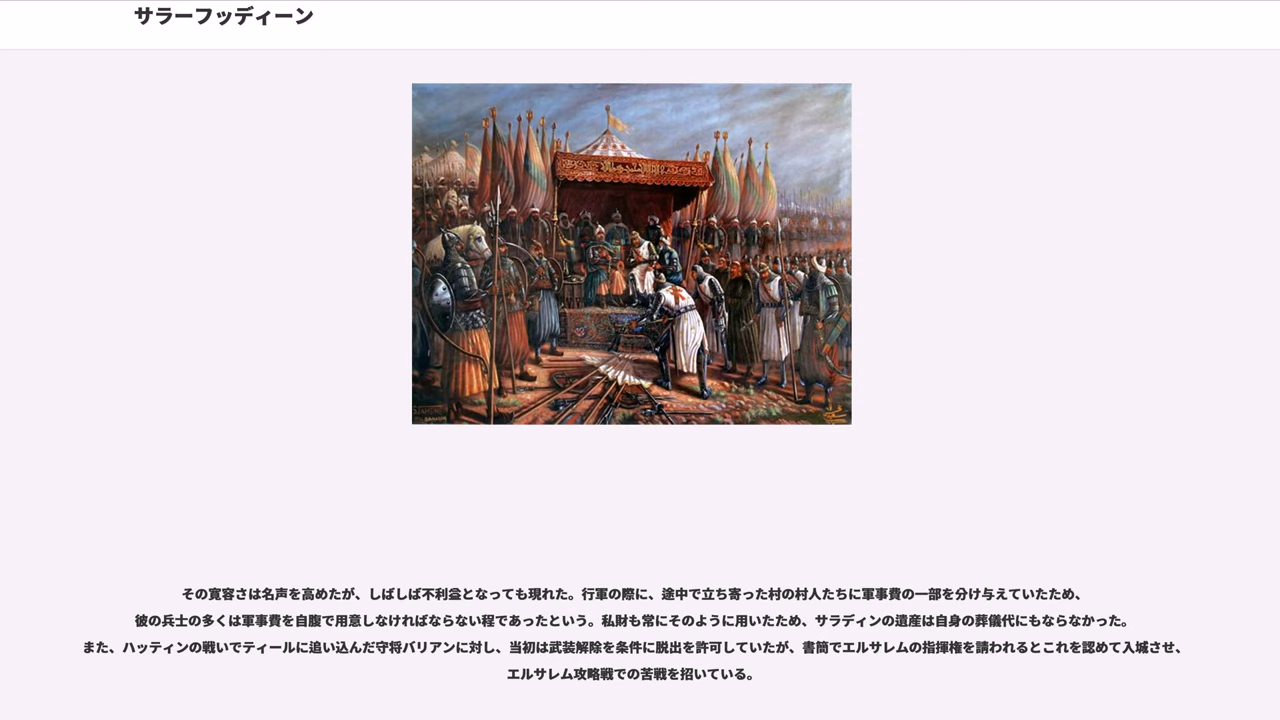 サラーフッディーン
その寛容さは名声を高めたが、しばしば不利益となっても現れた。行軍の際に、途中で立ち寄った村の村人たちに軍事費の一部を分け与えていたため、
彼の兵士の多くは軍事費を自腹で用意しなければならない程であったという。私財も常にそのように用いたため、サラディンの遺産は自身の葬儀代にもならなかった。
また、ハッティンの戦いでティールに追い込んだ守将バリアンに対し、当初は武装解除を条件に脱出を許可していたが、書簡でエルサレムの指揮権を請われるとこれを認めて入城させ、
エルサレム攻略戦での苦戦を招いている。